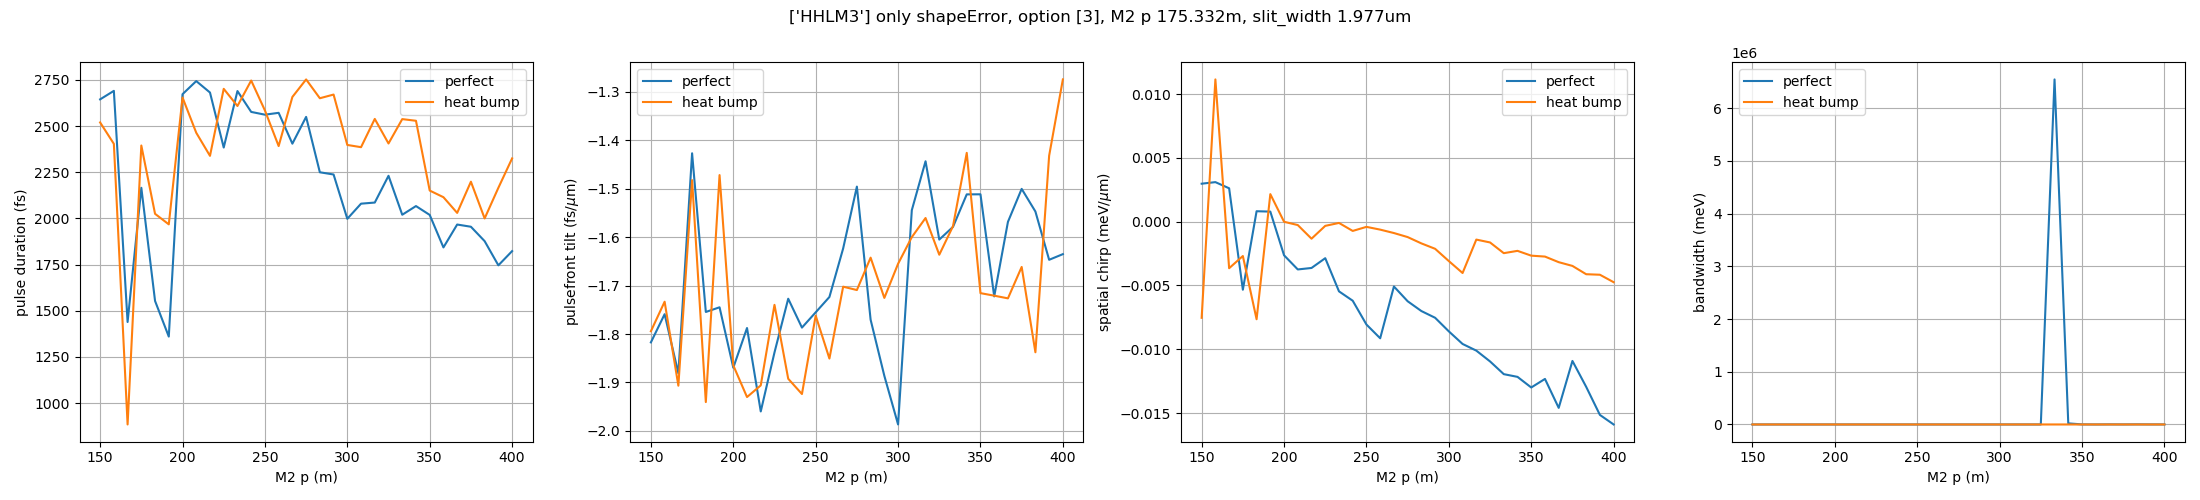 ['HHLM3'] only shapeError, option [3], M2 p 175.332m, slit_width 1.977um
pulse duration (fs)
2750
2500
2250
2000
1750
1500
1250
1000
150 200 250 300 350 400
M2 p (m)
perfect
heat bump
pulsefront tilt (fs/μm)
−1.3
−1.4
−1.5
−1.6
−1.7
−1.8
−1.9
−2.0
150 200 250 300 350 400
M2 p (m)
perfect
heat bump
spatial chirp (meV/μm)
0.010
0.005
0.000
−0.005
−0.010
−0.015
150 200 250 300 350 400
M2 p (m)
perfect
heat bump
bandwidth (meV)
1e6
6
5
4
3
2
1
0
150 200 250 300 350 400
M2 p (m)
perfect
heat bump